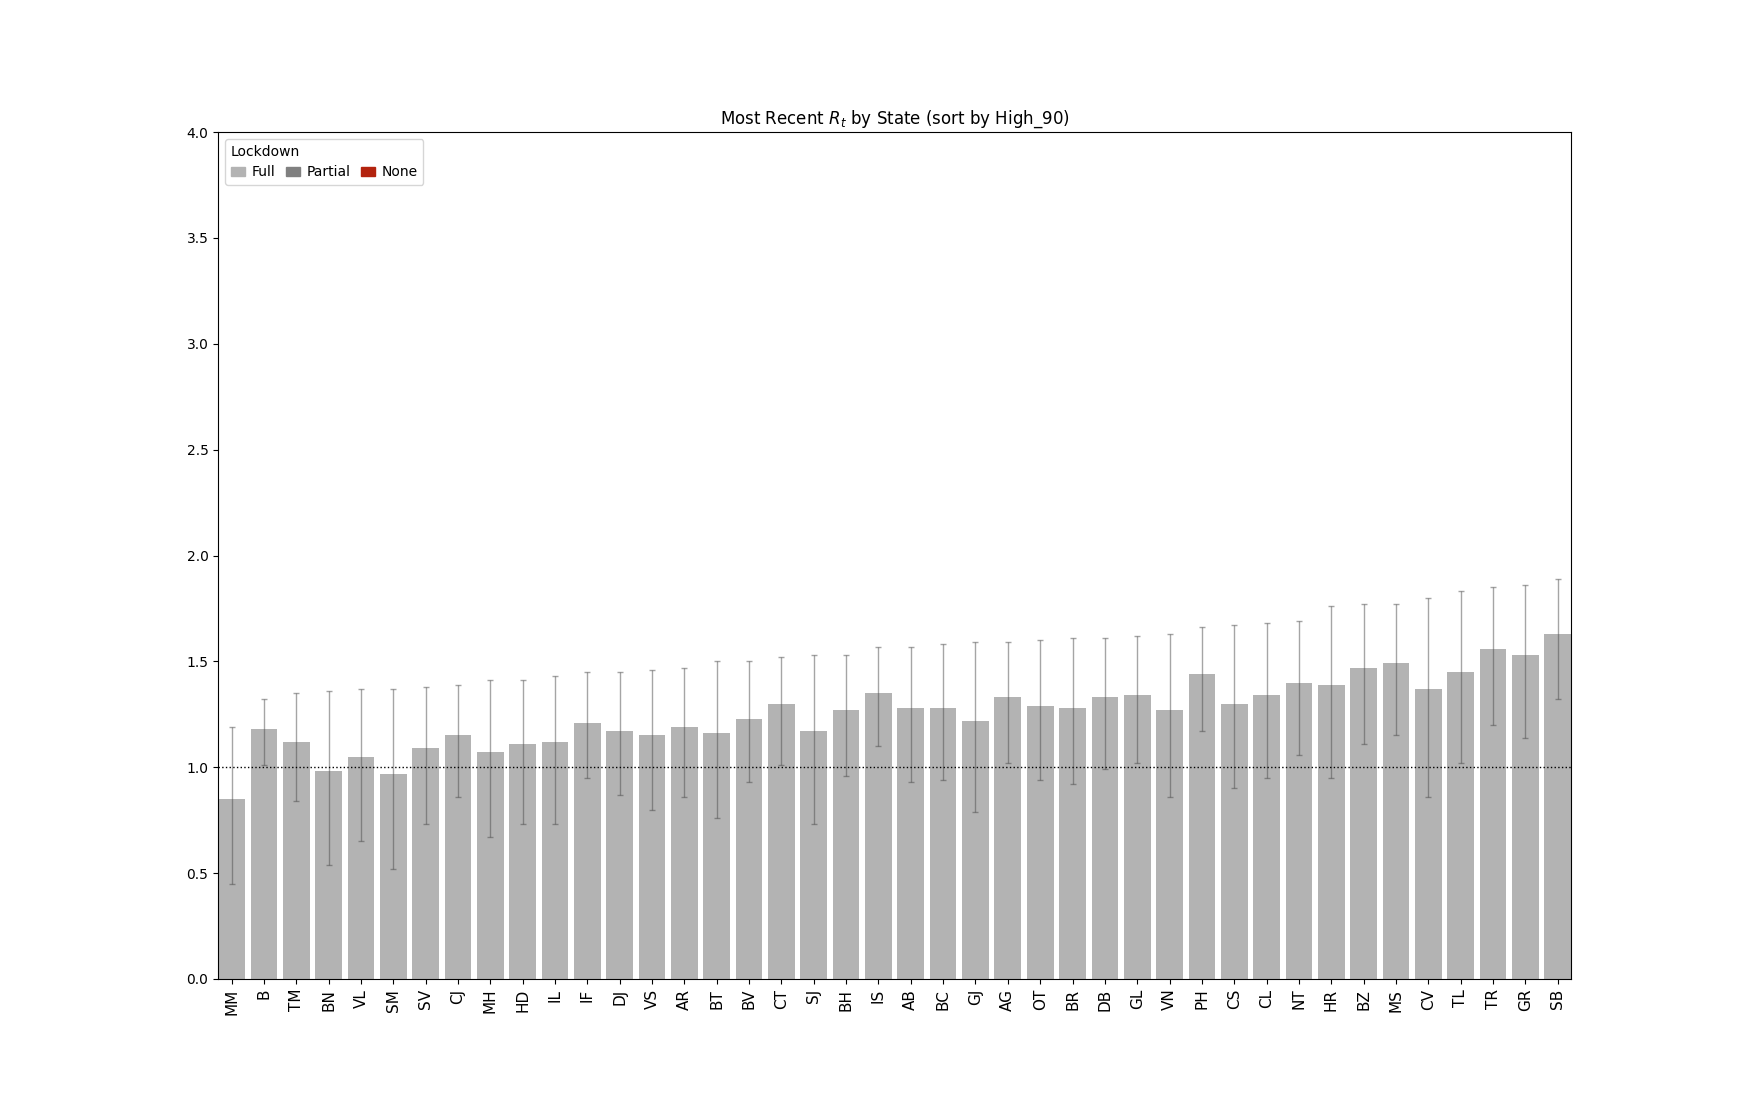 Most Recent Rt by State (sort by High_90)
Lockdown
Full Partial None
4.0
3.5
3.0
2.5
2.0
1.5
1.0
0.5
0.0
MM B TM BN VL SM SV CJ MH HD IL IF DJ VS AR BT BV CT SJ BH IS AB BC GJ AG OT BR DB GL VN PH CS CL NT HR BZ MS CV TL TR GR SB